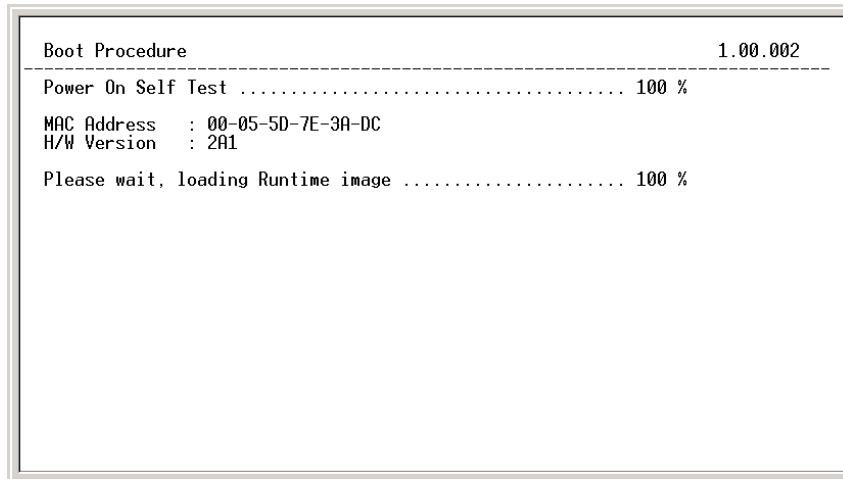 Boot Procedure 1.00.002
--------------------------------------------------------------------------------
Power On Self Test ...................................... 100 %
MAC Address : 00-05-5D-7E-3A-DC
H/W Version : 2A1
Please wait, loading Runtime image ...................... 100 %